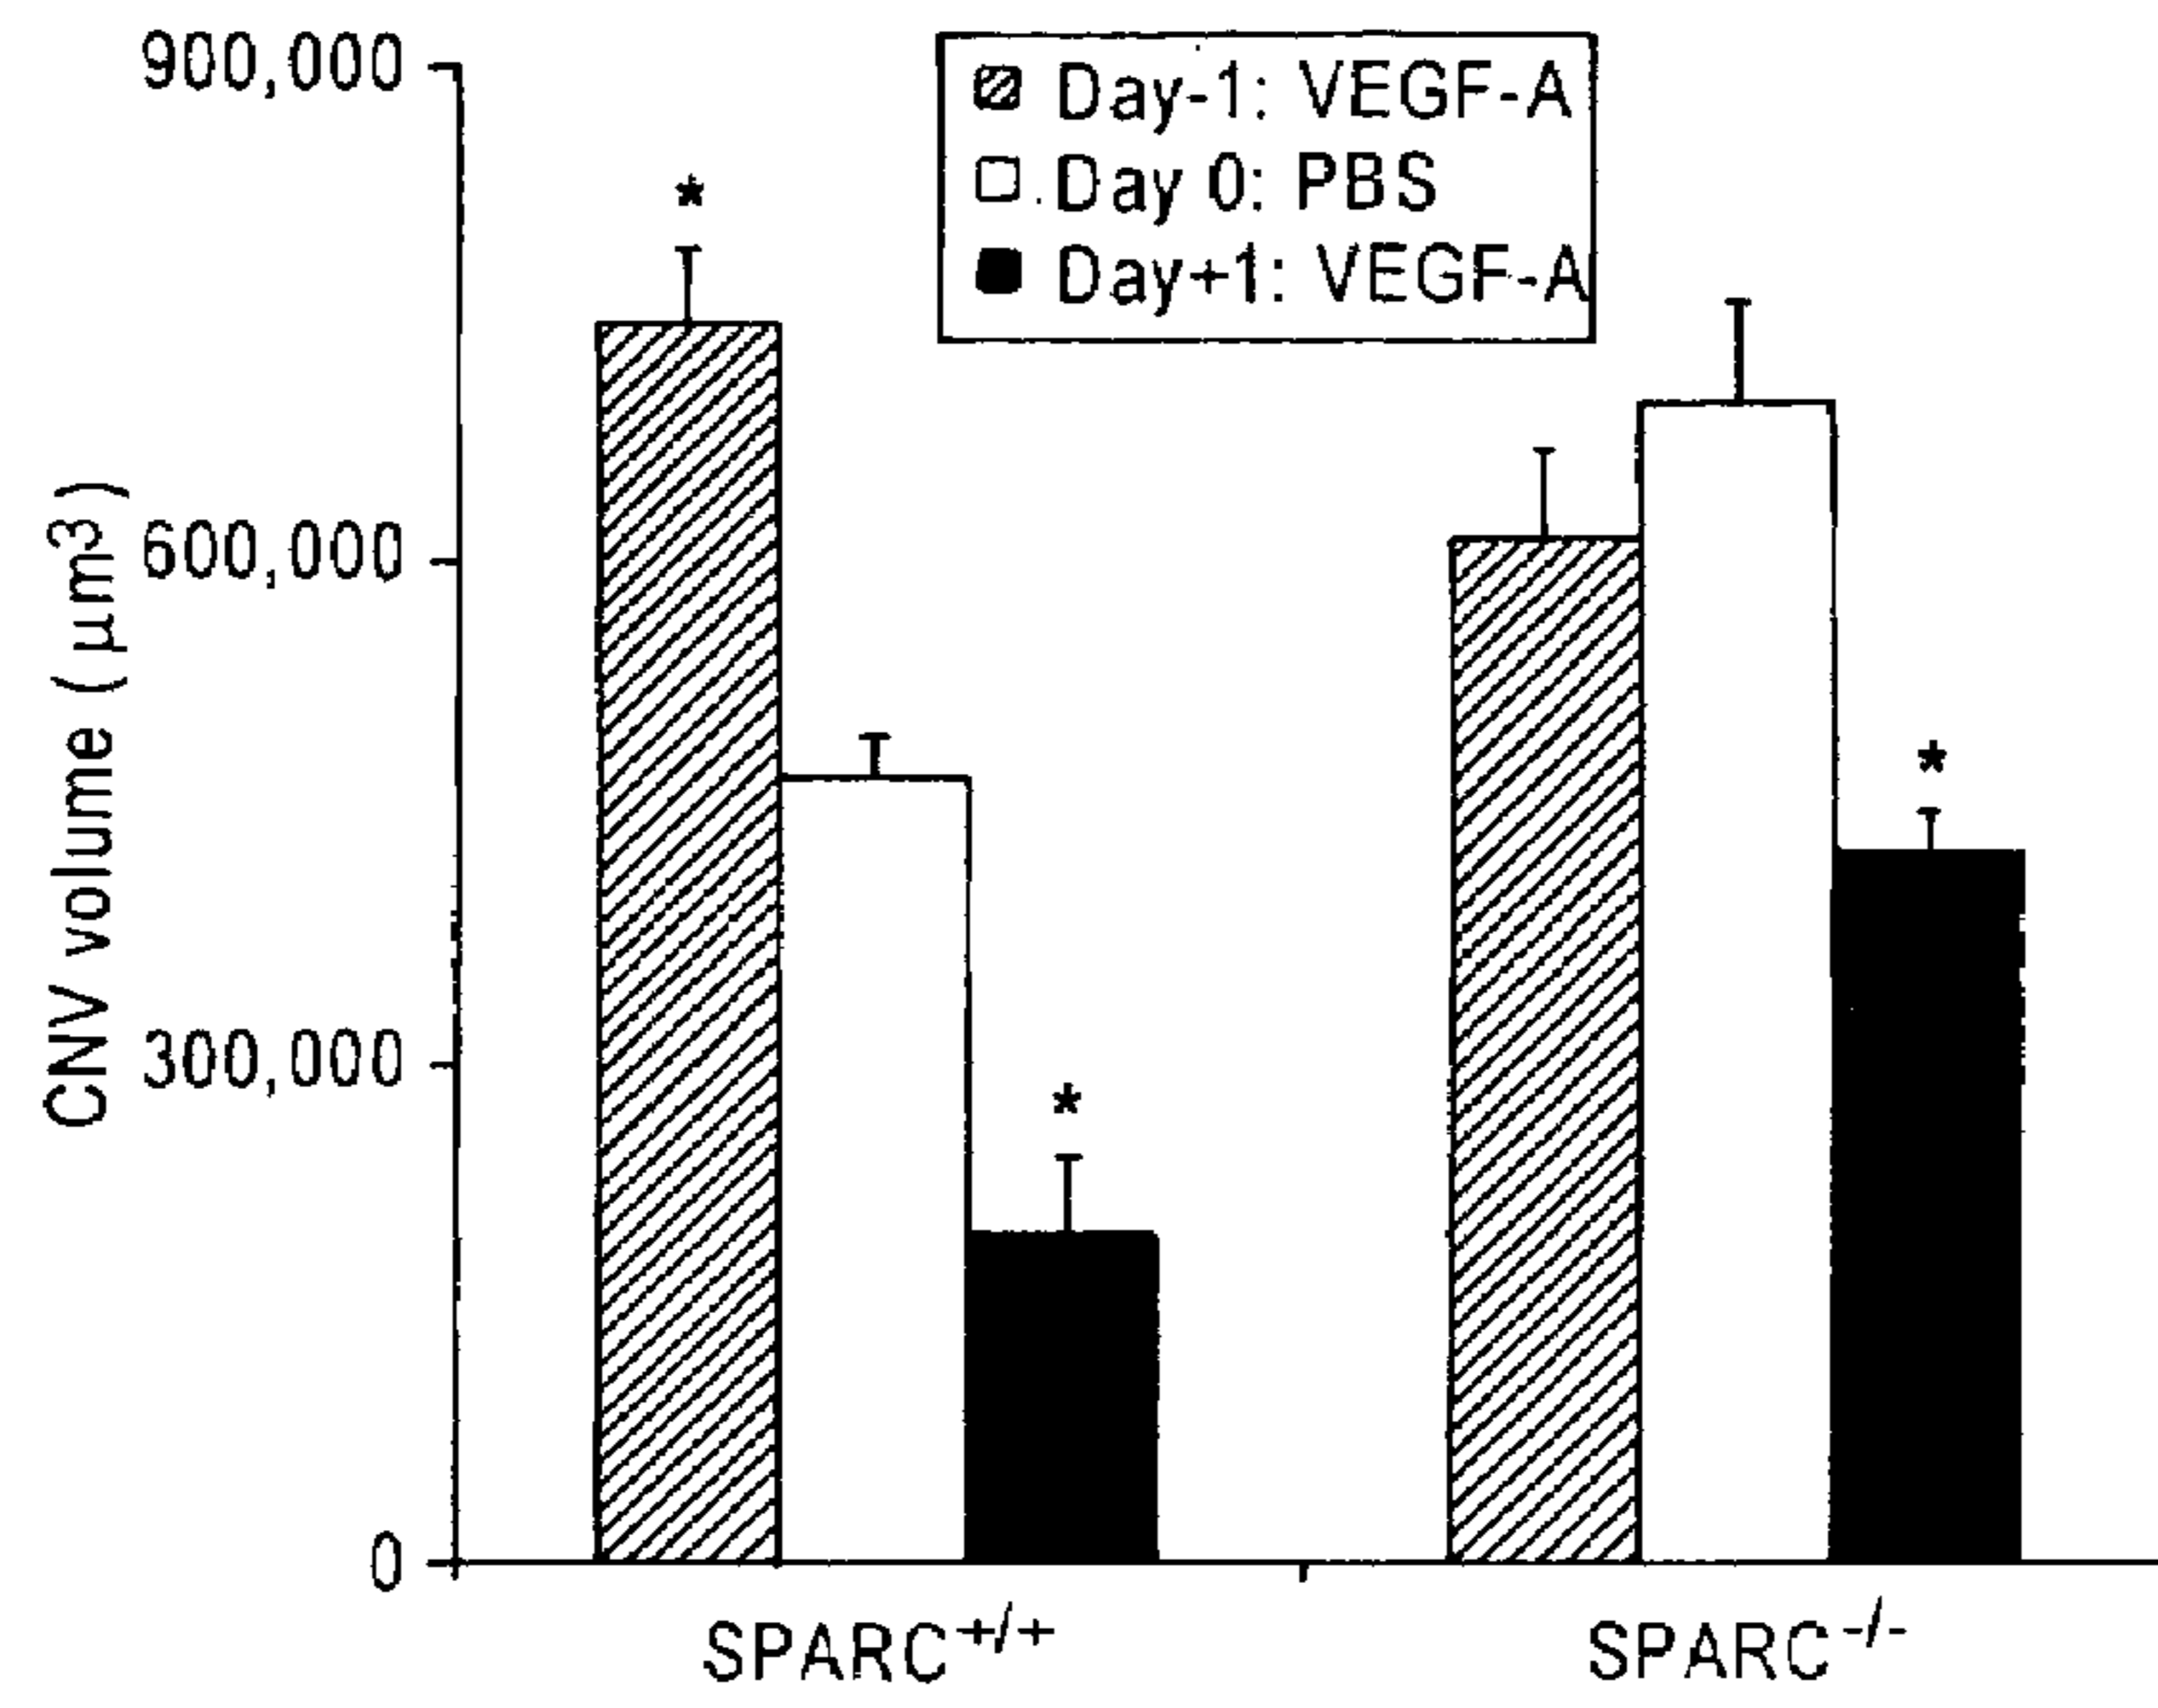 900,000
600,000
300,000
0
CNV volume ( μm³)
Day-1: VEGF-A
Day 0: PBS
Day+1: VEGF-A
*
*
*
SPARC+/+
SPARC-/-